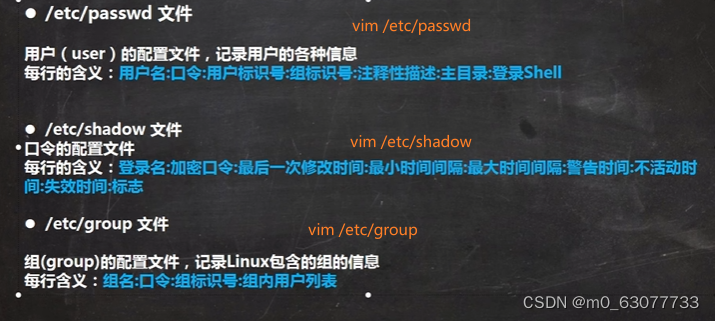 ● /etc/passwd 文件
vim /etc/passwd
用户（user）的配置文件，记录用户的各种信息
每行的含义：用户名:口令:用户标识号:组标识号:注释性描述:主目录:登录Shell
● /etc/shadow 文件
vim /etc/shadow
口令的配置文件
每行的含义：登录名:加密口令:最后一次修改时间:最小时间间隔:最大时间间隔:警告时间:不活动时
间:失效时间:标志
● /etc/group 文件
vim /etc/group
组(group)的配置文件，记录Linux包含的组的信息
每行含义：组名:口令:组标识号:组内用户列表
CSDN @m0_63077733